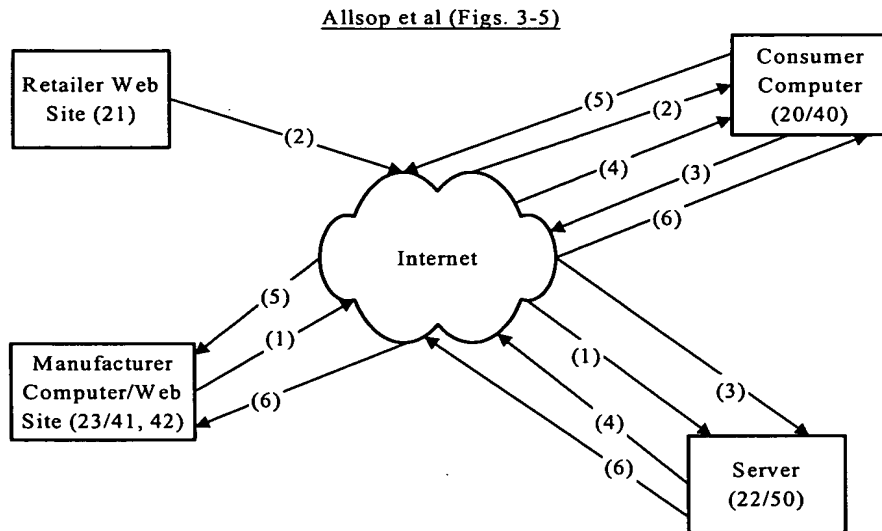 Allsop et al (Figs. 3-5)
Retailer Web
Site (21)
Consumer
Computer
(20/40)
(5)
(2)
(2)
(4)
(3)
(6)
Internet
(5)
(1)
(6)
Manufacturer
Computer/Web
Site (23/41, 42)
(1)
(3)
(4)
(6)
Server
(22/50)